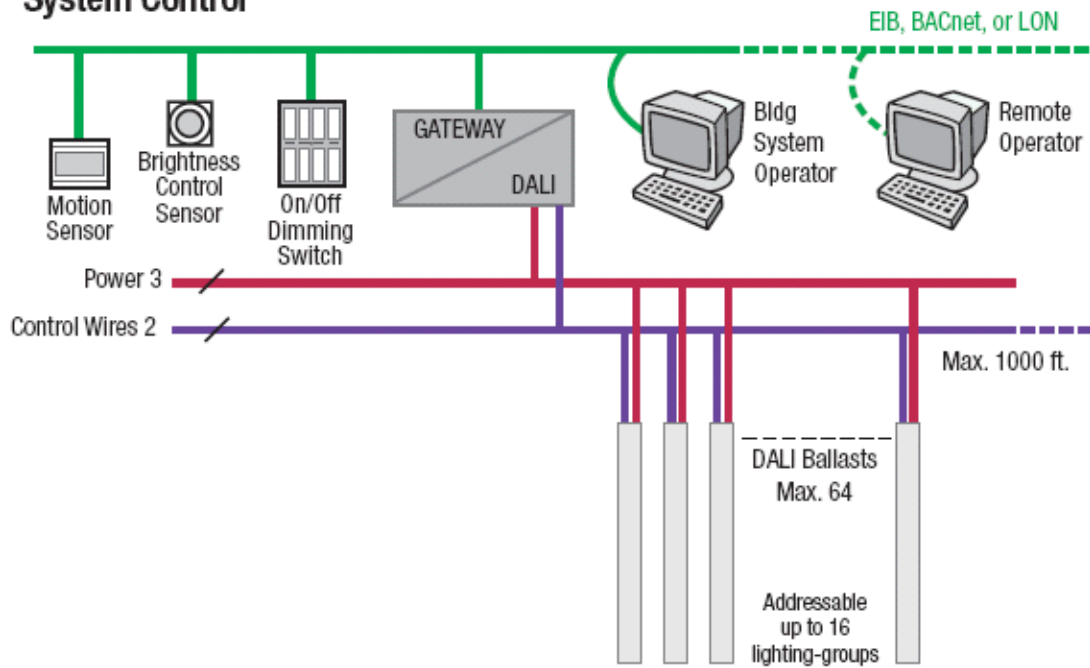 System Control
EIB, BACnet, or LON
Motion
Sensor
Brightness
Control
Sensor
On/Off
Dimming
Switch
GATEWAY
DALI
Bldg
System
Operator
Remote
Operator
Power 3
Control Wires 2
Max. 1000 ft.
DALI Ballasts
Max. 64
Addressable
up to 16
lighting-groups